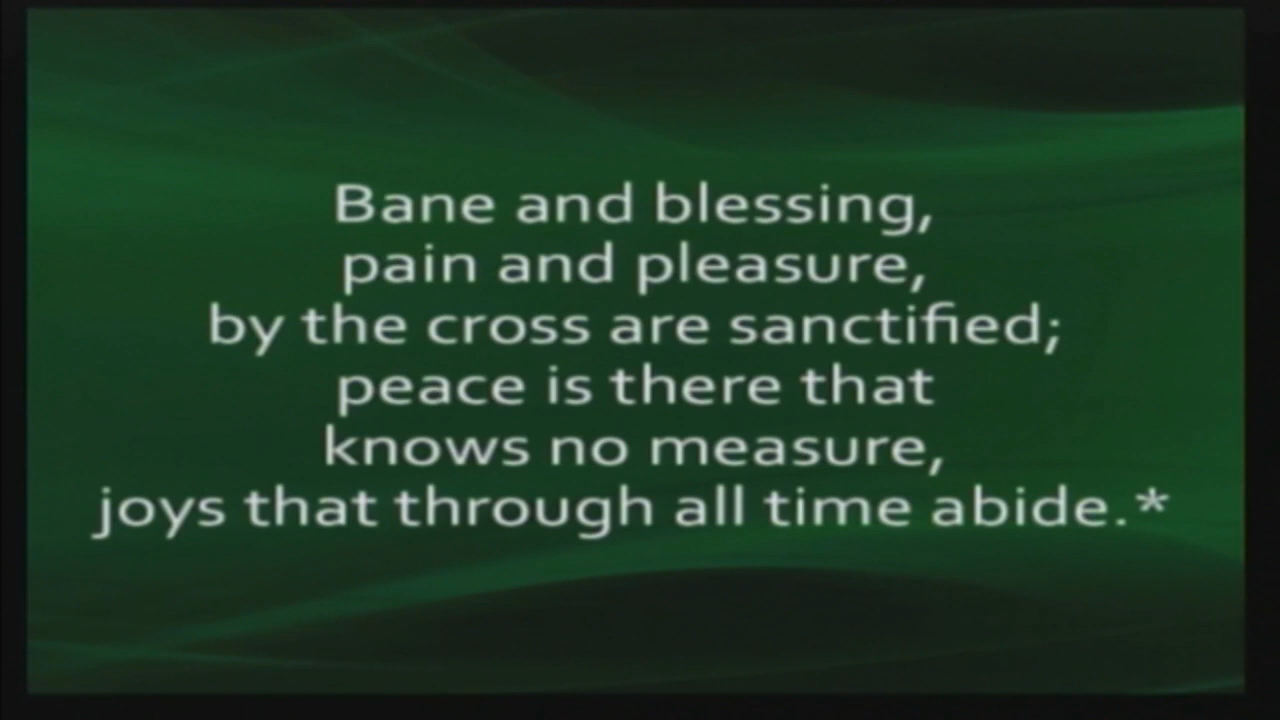 Bane and blessing,
pain and pleasure,
by the cross are sanctified;
peace is there that
knows no measure,
joys that through all time abide.*